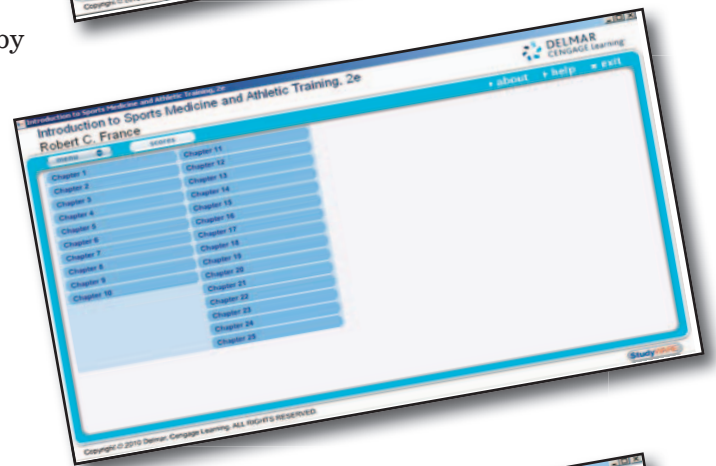 Copyright © 20
by
Introduction to Sports Medicine and Athletic Training, 2e
Introduction to Sports Medicine and Athletic Training, 2e
Robert C. France
DELMAR
CENGAGE Learning
about help exit
menu scores
Chapter 1
Chapter 2
Chapter 3
Chapter 4
Chapter 5
Chapter 6
Chapter 7
Chapter 8
Chapter 9
Chapter 10
Chapter 11
Chapter 12
Chapter 13
Chapter 14
Chapter 15
Chapter 16
Chapter 17
Chapter 18
Chapter 19
Chapter 20
Chapter 21
Chapter 22
Chapter 23
Chapter 24
Chapter 25
StudyWARE
Copyright © 2010 Delmar, Cengage Learning. ALL RIGHTS RESERVED.